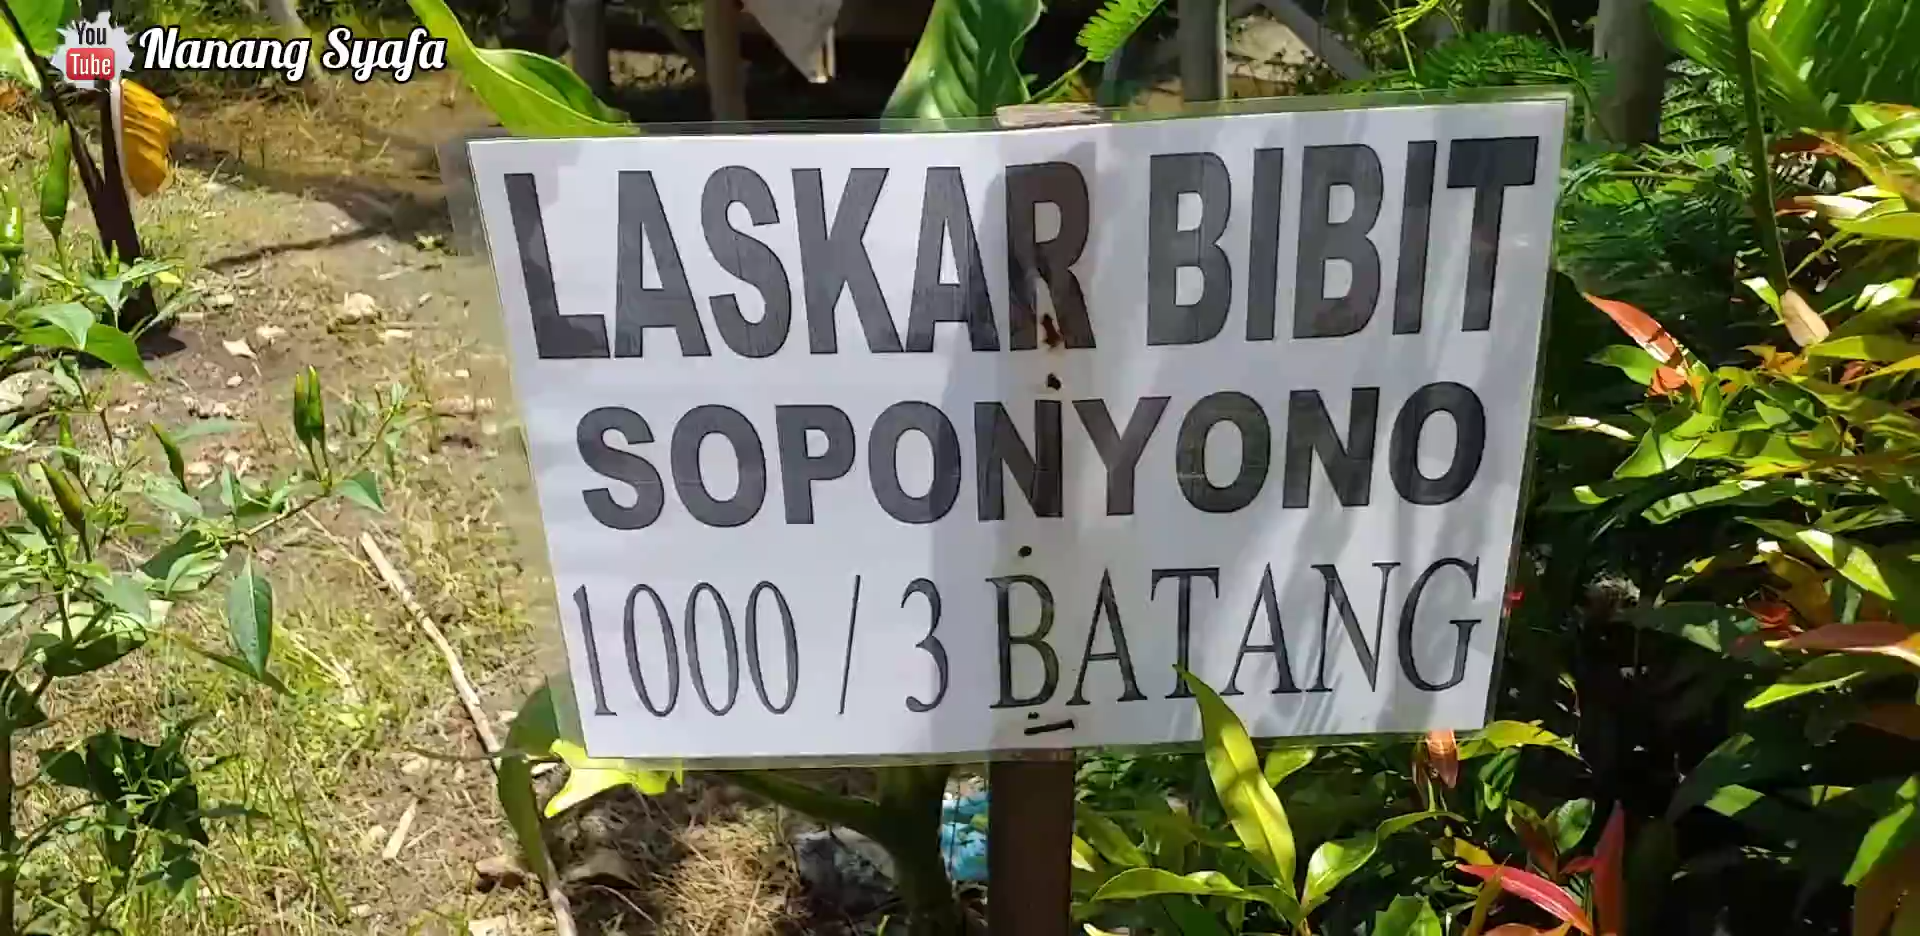 You
Tube
Nanang Syafa
LASKAR BIBIT
SOPONYONO
1000 / 3 BATANG